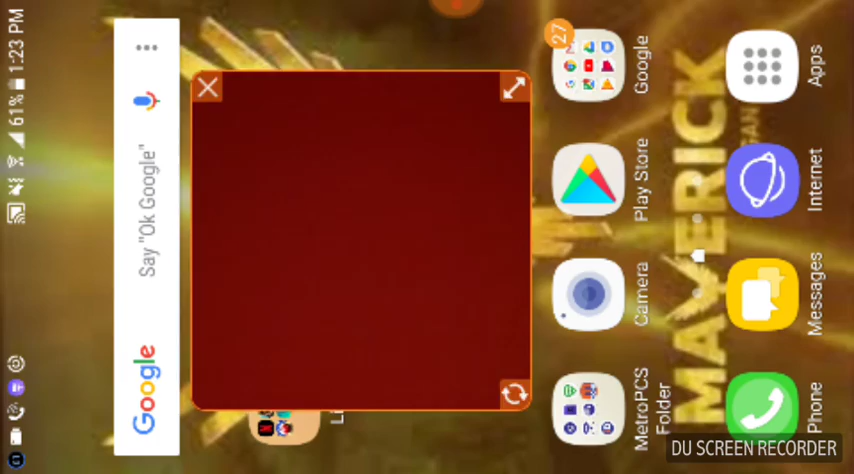 61% 1:23 PM
Google
Say "Ok Google"
27
Google
Play Store
Camera
MetroPCS
Folder
Apps
Internet
Messages
Phone
MAVERICK
DU SCREEN RECORDER